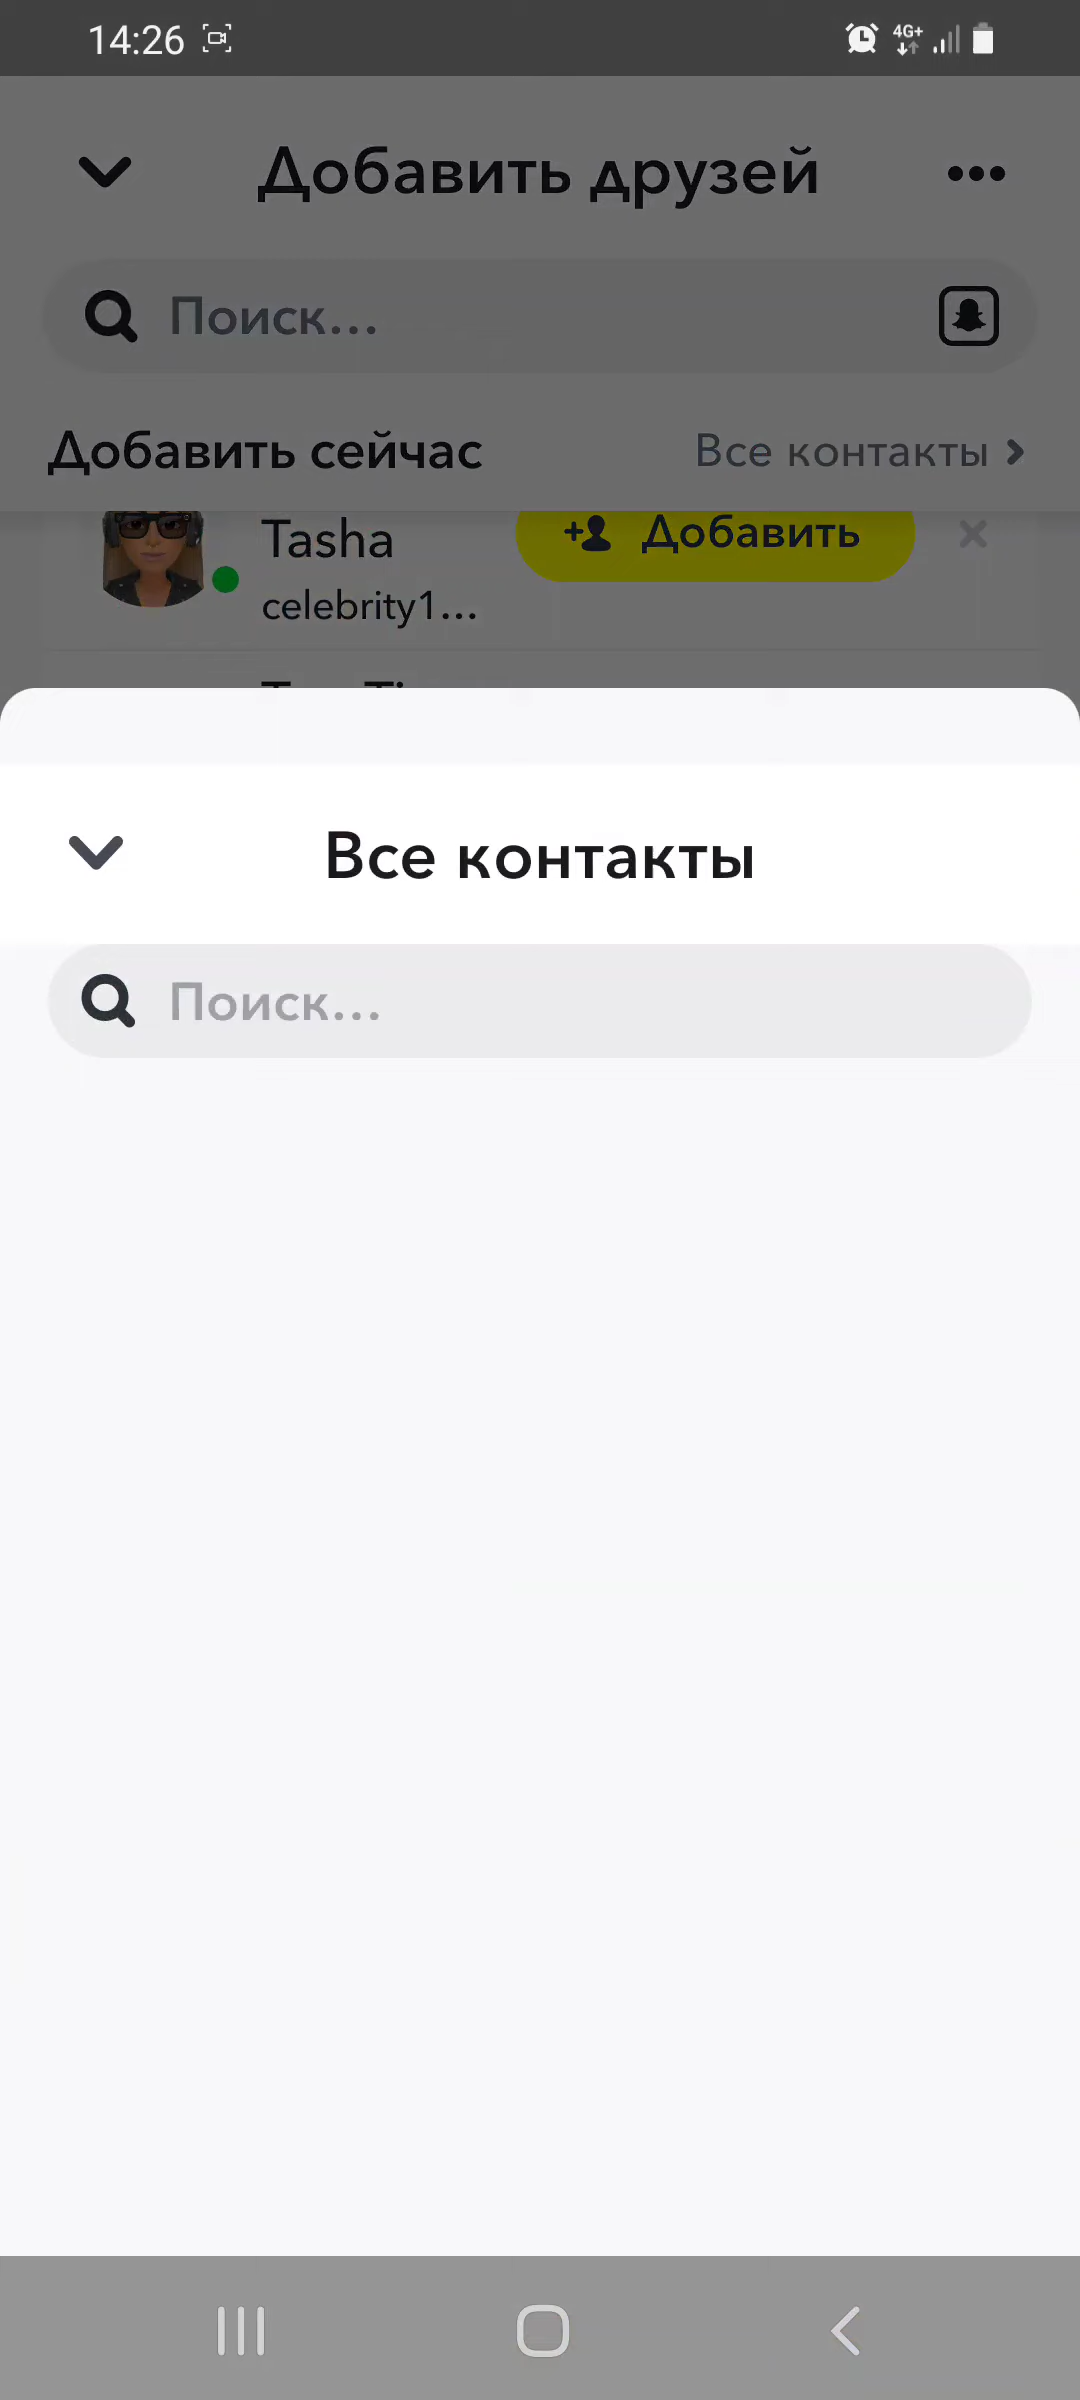 14:26
4G+
Добавить друзей
Поиск...
Добавить сейчас
Все контакты
Tasha
Добавить
celebrity1...
Все контакты
Поиск...